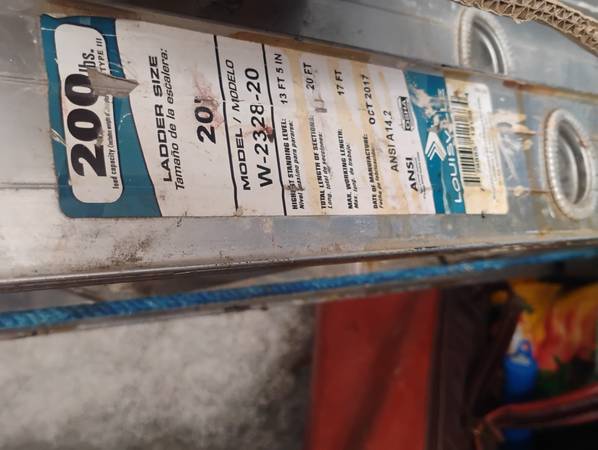 200 lbs.
TYPE III
LADDER SIZE
Tamaño de la escalera:
20'
MODEL / MODELO
W-2328-20
HIGHEST STANDING LEVEL: 13 FT 5 IN
TOTAL LENGTH OF SECTIONS: 20 FT
MAX. WORKING LENGTH: 17 FT
DATE OF MANUFACTURE: OCT 2017
ANSI A14.2
ANSI OSHA